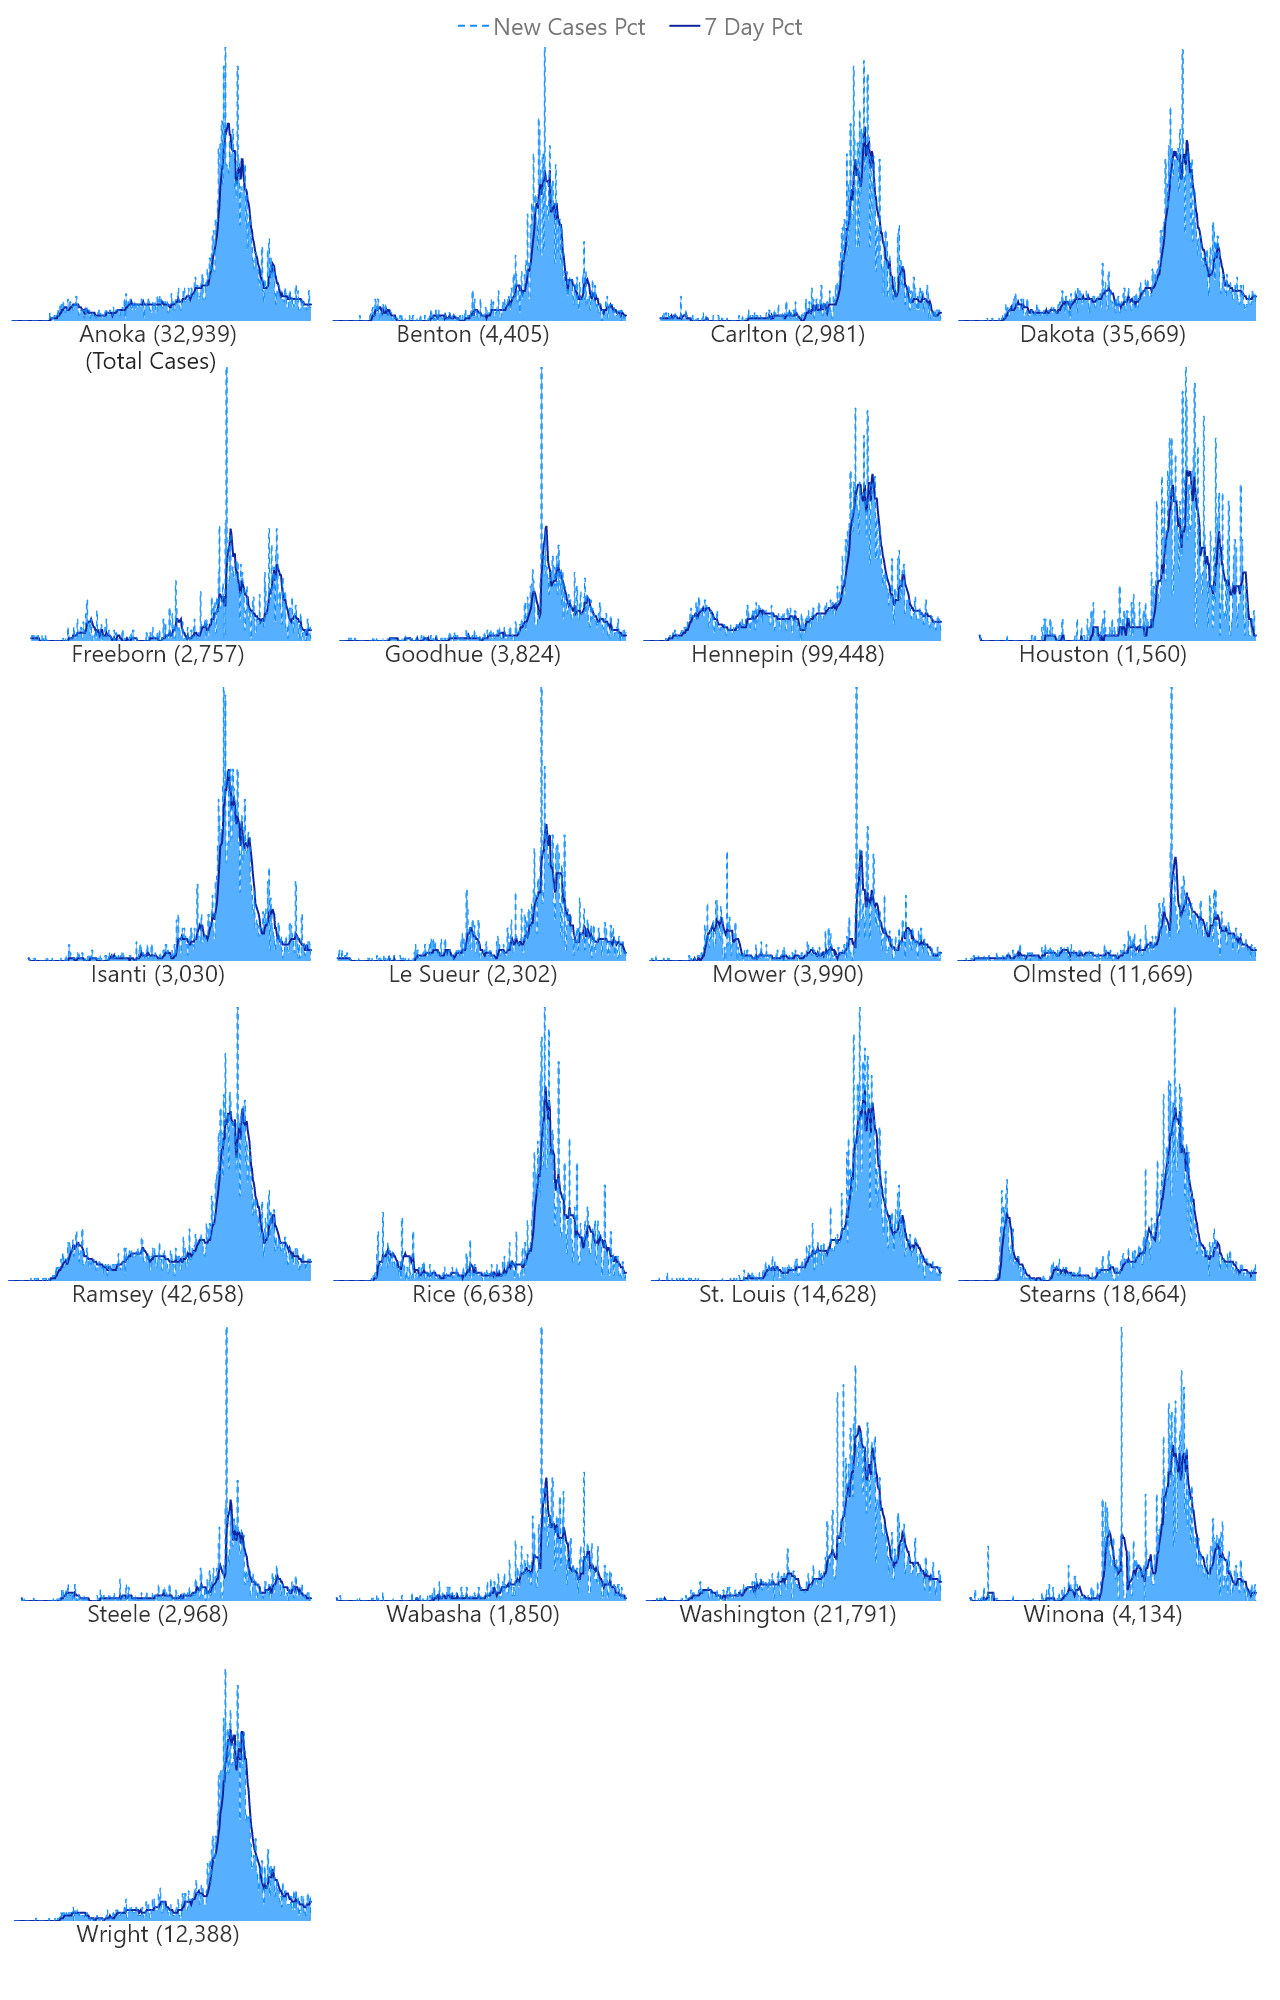 New Cases Pct 7 Day Pct
Anoka (32,939) Benton (4,405) Carlton (2,981) Dakota (35,669)
(Total Cases)
Freeborn (2,757) Goodhue (3,824) Hennepin (99,448) Houston (1,560)
Isanti (3,030) Le Sueur (2,302) Mower (3,990) Olmsted (11,669)
Ramsey (42,658) Rice (6,638) St. Louis (14,628) Stearns (18,664)
Steele (2,968) Wabasha (1,850) Washington (21,791) Winona (4,134)
Wright (12,388)